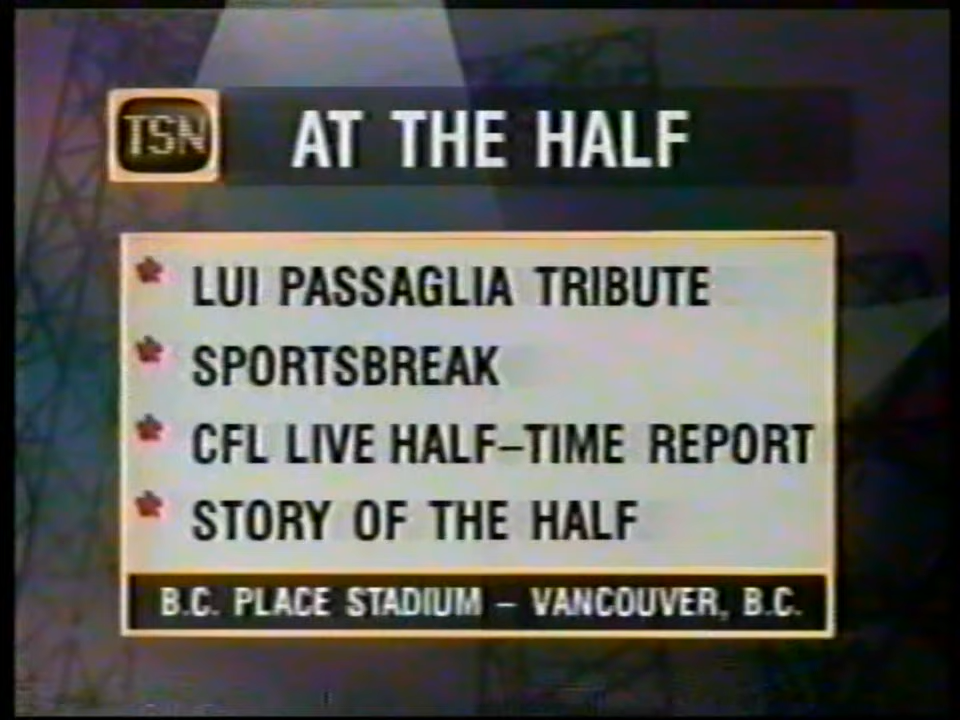 TSN
AT THE HALF
LUI PASSAGLIA TRIBUTE
SPORTSBREAK
CFL LIVE HALF-TIME REPORT
STORY OF THE HALF
B.C. PLACE STADIUM - VANCOUVER, B.C.